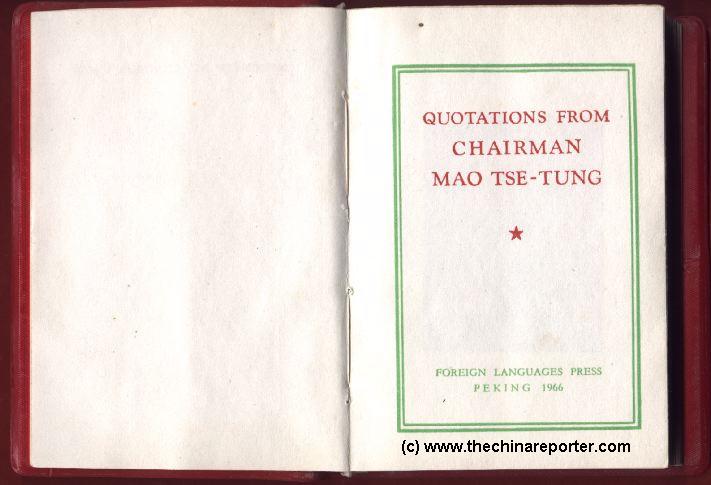 QUOTATIONS FROM
CHAIRMAN
MAO TSE-TUNG
FOREIGN LANGUAGES PRESS
PEKING 1966
(c) www.thechinareporter.com